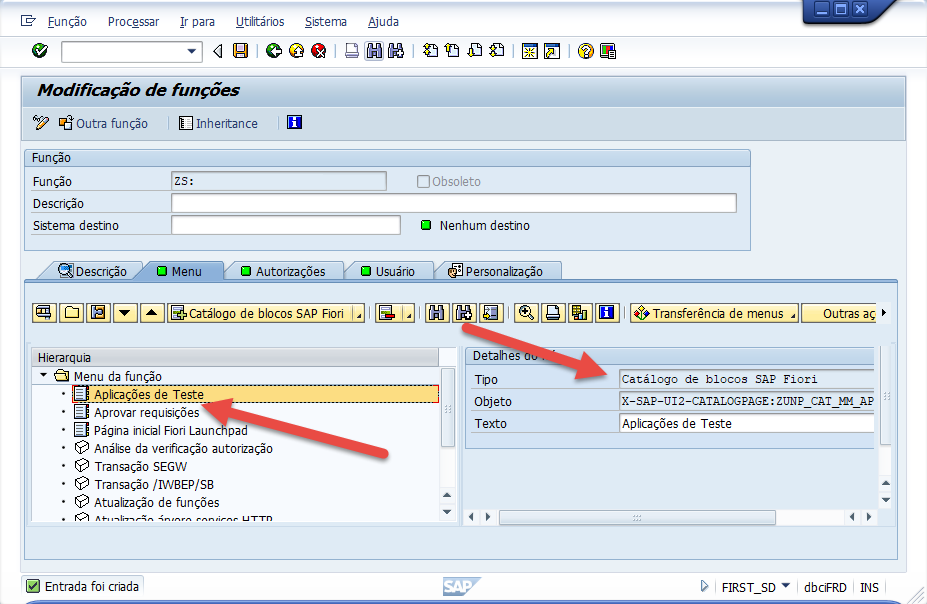 Função Processar Ir para Utilitários Sistema Ajuda
Modificação de funções
Outra função Inheritance
Função
Função ZS: Obsoleto
Descrição
Sistema destino Nenhum destino
Descrição Menu Autorizações Usuário Personalização
Catálogo de blocos SAP Fiori Transferência de menus Outras aç
Hierarquia
Menu da função
Aplicações de Teste
Aprovar requisições
Página inicial Fiori Launchpad
Análise da verificação autorização
Transação SEGW
Transação /IWBEP/SB
Atualização de funções
Atualização árvore serviços HTTP
Detalhes do
Tipo Catálogo de blocos SAP Fiori
Objeto X-SAP-UI2-CATALOGPAGE:ZUNP_CAT_MM_AP
Texto Aplicações de Teste
Entrada foi criada SAP FIRST_SD dbciFRD INS